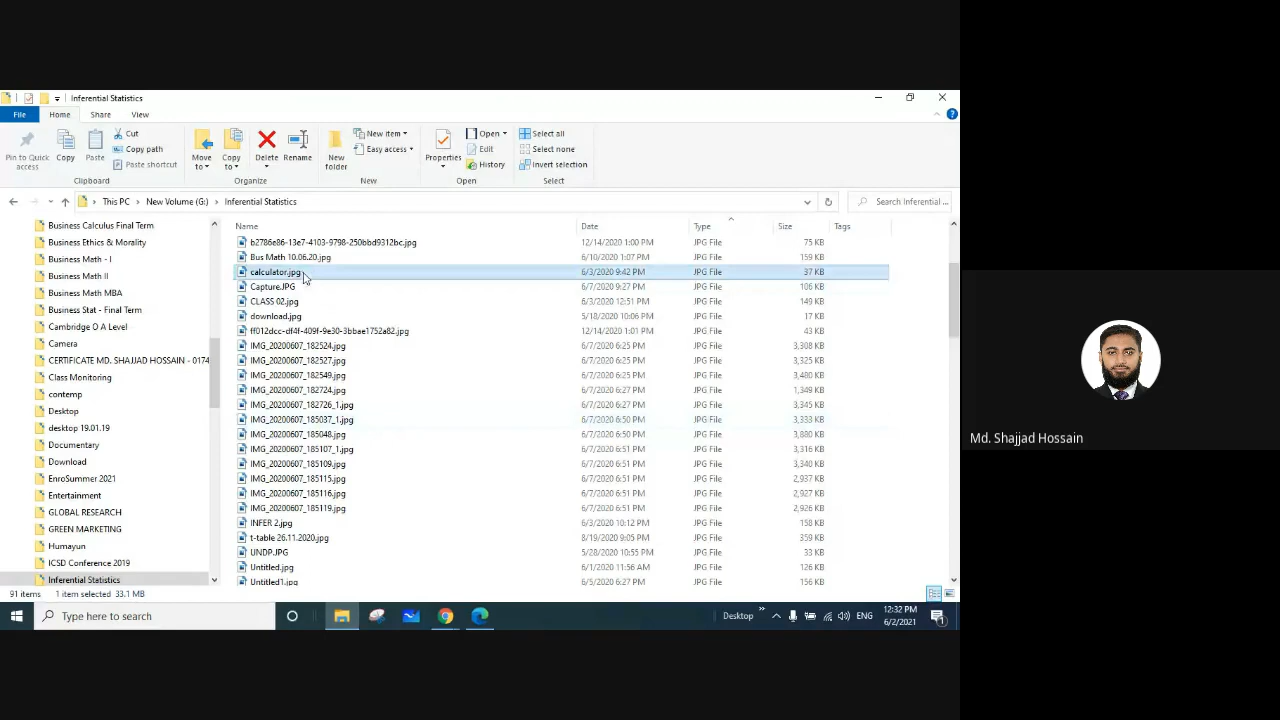 Inferential Statistics
File Home Share View
Pin to Quick access
Copy
Paste
Cut
Copy path
Paste shortcut
Clipboard
Move to
Copy to
Delete
Rename
Organize
New folder
New item
Easy access
New
Properties
Open
Edit
History
Open
Select all
Select none
Invert selection
Select
This PC > New Volume (G:) > Inferential Statistics
Search Inferential ...
Business Calculus Final Term
Business Ethics & Morality
Business Math - I
Business Math II
Business Math MBA
Business Stat - Final Term
Cambridge O A Level
Camera
CERTIFICATE MD. SHAJJAD HOSSAIN - 0174
Class Monitoring
contemp
Desktop
desktop 19.01.19
Documentary
Download
EnroSummer 2021
Entertainment
GLOBAL RESEARCH
GREEN MARKETING
Humayun
ICSD Conference 2019
Inferential Statistics
Name Date Type Size Tags
b2786e86-13e7-4103-9798-250bbd9312bc.jpg 12/14/2020 1:00 PM JPG File 75 KB
Bus Math 10.06.20.jpg 6/10/2020 1:07 PM JPG File 159 KB
calculator.jpg 6/3/2020 9:42 PM JPG File 37 KB
Capture.JPG 6/7/2020 9:27 PM JPG File 106 KB
CLASS 02.jpg 6/3/2020 12:51 PM JPG File 149 KB
download.jpg 5/18/2020 10:06 PM JPG File 17 KB
ff012dcc-df4f-409f-9e30-3bbae1752a82.jpg 12/14/2020 1:01 PM JPG File 43 KB
IMG_20200607_182524.jpg 6/7/2020 6:25 PM JPG File 3,308 KB
IMG_20200607_182527.jpg 6/7/2020 6:25 PM JPG File 3,325 KB
IMG_20200607_182549.jpg 6/7/2020 6:25 PM JPG File 3,480 KB
IMG_20200607_182724.jpg 6/7/2020 6:27 PM JPG File 1,349 KB
IMG_20200607_182726_1.jpg 6/7/2020 6:27 PM JPG File 3,345 KB
IMG_20200607_185037_1.jpg 6/7/2020 6:50 PM JPG File 3,333 KB
IMG_20200607_185048.jpg 6/7/2020 6:50 PM JPG File 3,880 KB
IMG_20200607_185107_1.jpg 6/7/2020 6:51 PM JPG File 3,316 KB
IMG_20200607_185109.jpg 6/7/2020 6:51 PM JPG File 3,340 KB
IMG_20200607_185115.jpg 6/7/2020 6:51 PM JPG File 2,937 KB
IMG_20200607_185116.jpg 6/7/2020 6:51 PM JPG File 2,927 KB
IMG_20200607_185119.jpg 6/7/2020 6:51 PM JPG File 2,926 KB
INFER 2.jpg 6/3/2020 10:12 PM JPG File 158 KB
t-table 26.11.2020.jpg 8/19/2020 9:05 PM JPG File 359 KB
UNDP.JPG 5/28/2020 10:55 PM JPG File 33 KB
Untitled.jpg 6/1/2020 11:56 AM JPG File 126 KB
Untitled1.jpg 6/5/2020 6:27 PM JPG File 156 KB
91 items 1 item selected 33.1 MB
Type here to search
Desktop
ENG
12:32 PM
6/2/2021
Md. Shajjad Hossain